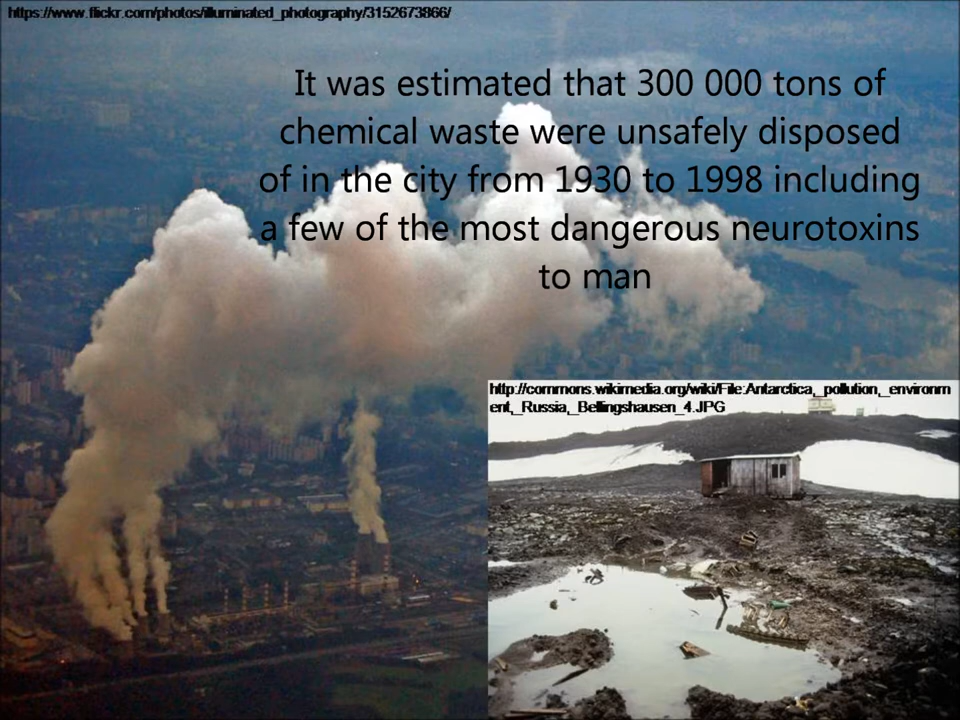 https://www.flickr.com/photos/illuminated_photography/3152673866/
It was estimated that 300 000 tons of
chemical waste were unsafely disposed
of in the city from 1930 to 1998 including
a few of the most dangerous neurotoxins
to man
http://commons.wikimedia.org/wiki/File:Antarctica,_pollution,_environm
ent,_Russia,_Bellingshausen_4.JPG